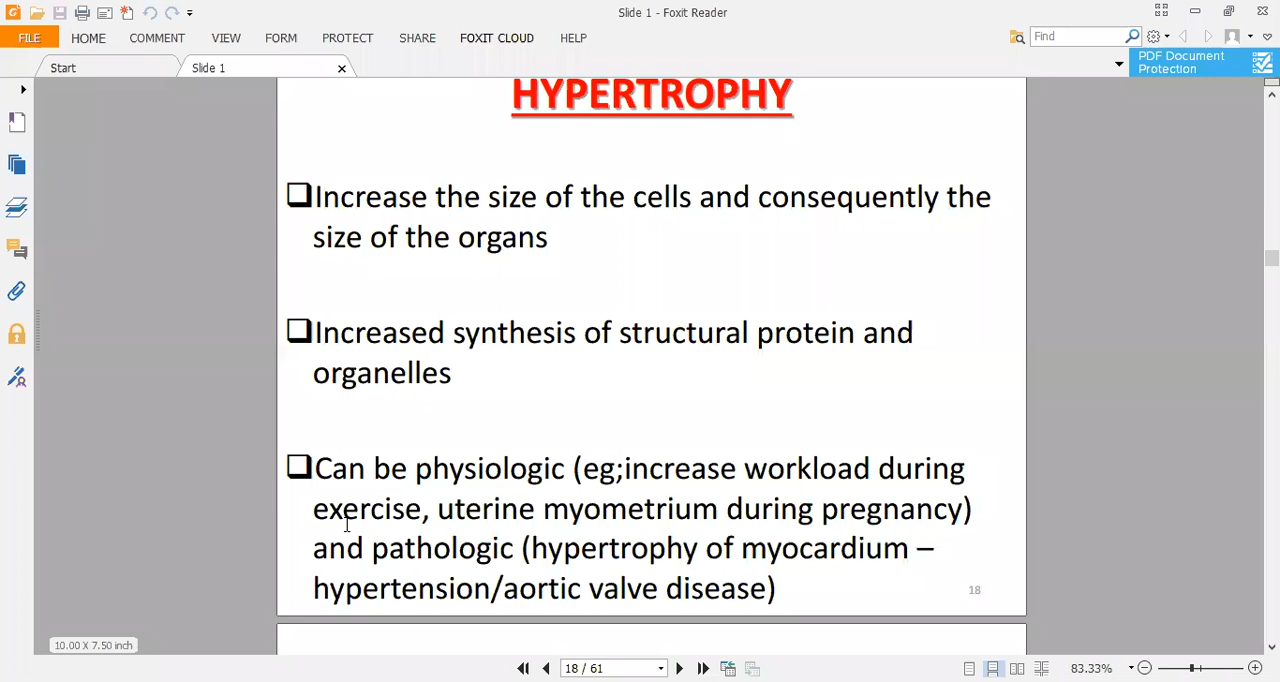 Slide 1 - Foxit Reader
FILE HOME COMMENT VIEW FORM PROTECT SHARE FOXIT CLOUD HELP
Find
PDF Document
Protection
Start
Slide 1
HYPERTROPHY
Increase the size of the cells and consequently the
size of the organs
Increased synthesis of structural protein and
organelles
Can be physiologic (eg;increase workload during
exercise, uterine myometrium during pregnancy)
and pathologic (hypertrophy of myocardium –
hypertension/aortic valve disease)
18
10.00 X 7.50 inch
18 / 61
83.33%